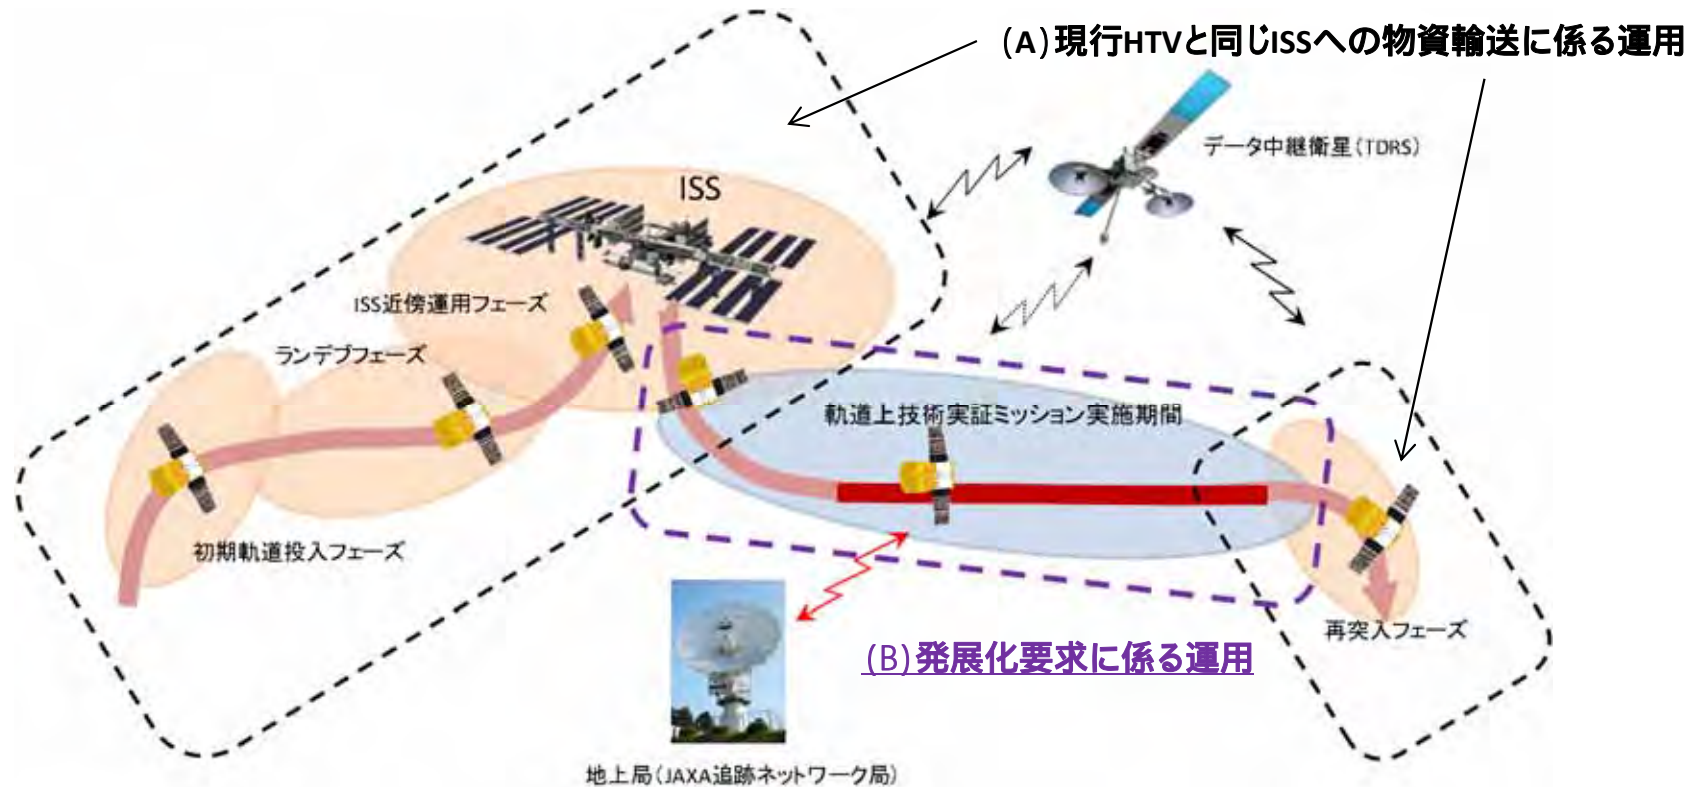 (A)現行HTVと同じISSへの物資輸送に係る運用
データ中継衛星(TDRS)
ISS
ISS近傍運用フェーズ
ランデブフェーズ
軌道上技術実証ミッション実施期間
初期軌道投入フェーズ
再突入フェーズ
(B)発展化要求に係る運用
地上局(JAXA追跡ネットワーク局)